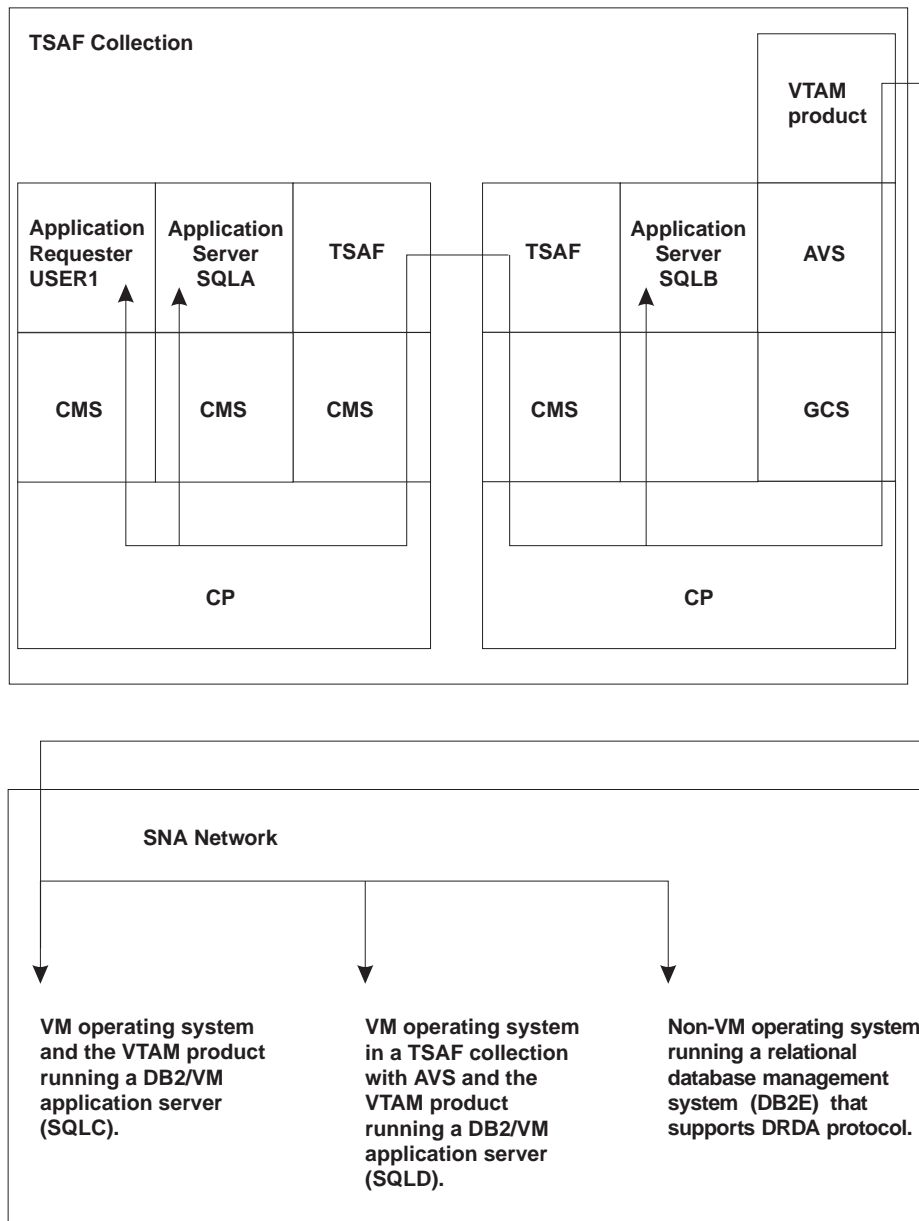 TSAF Collection
VTAM
product
Application
Requester
USER1
Application
Server
SQLA
TSAF
TSAF
Application
Server
SQLB
AVS
CMS
CMS
CMS
CMS
GCS
CP
CP
SNA Network
VM operating system
and the VTAM product
running a DB2/VM
application server
(SQLC).
VM operating system
in a TSAF collection
with AVS and the
VTAM product
running a DB2/VM
application server
(SQLD).
Non-VM operating system
running a relational
database management
system (DB2E) that
supports DRDA protocol.